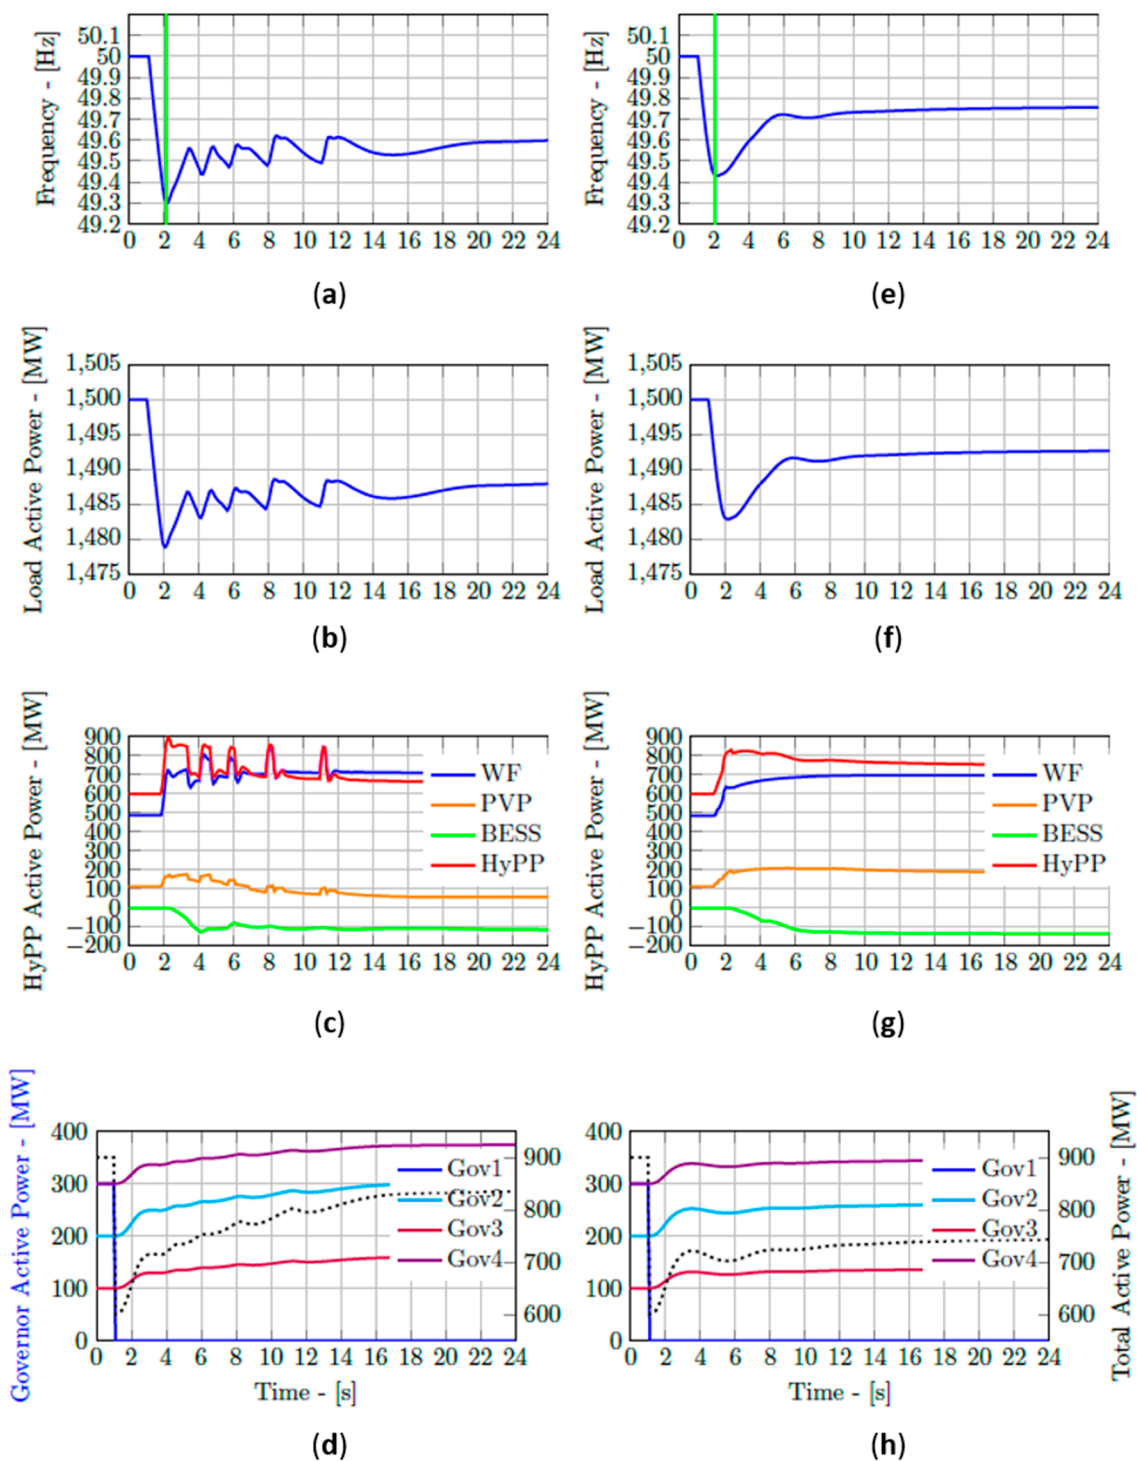 Frequency - [Hz]
50.1
50
49.9
49.8
49.7
49.6
49.5
49.4
49.3
49.2
0 2 4 6 8 10 12 14 16 18 20 22 24
(a)
Frequency - [Hz]
50.1
50
49.9
49.8
49.7
49.6
49.5
49.4
49.3
49.2
0 2 4 6 8 10 12 14 16 18 20 22 24
(e)
Load Active Power - [MW]
1,505
1,500
1,495
1,490
1,485
1,480
1,475
0 2 4 6 8 10 12 14 16 18 20 22 24
(b)
Load Active Power - [MW]
1,505
1,500
1,495
1,490
1,485
1,480
1,475
0 2 4 6 8 10 12 14 16 18 20 22 24
(f)
HyPP Active Power - [MW]
900
800
700
600
500
400
300
200
100
0
−100
−200
WF
PVP
BESS
HyPP
0 2 4 6 8 10 12 14 16 18 20 22 24
(c)
HyPP Active Power - [MW]
900
800
700
600
500
400
300
200
100
0
−100
−200
WF
PVP
BESS
HyPP
0 2 4 6 8 10 12 14 16 18 20 22 24
(g)
Governor Active Power - [MW]
400
300
200
100
0
Gov1
Gov2
Gov3
Gov4
900
800
700
600
0 2 4 6 8 10 12 14 16 18 20 22 24
Time - [s]
(d)
400
300
200
100
0
Gov1
Gov2
Gov3
Gov4
900
800
700
600
Total Active Power - [MW]
0 2 4 6 8 10 12 14 16 18 20 22 24
Time - [s]
(h)